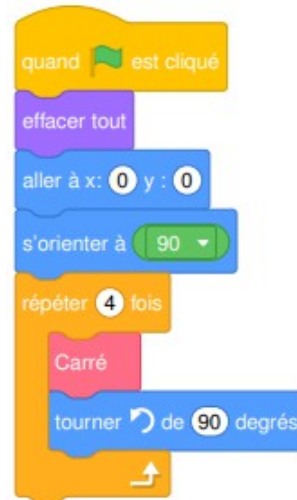 quand est cliqué
effacer tout
aller à x: 0 y : 0
s'orienter à 90
répéter 4 fois
Carré
tourner de 90 degrés